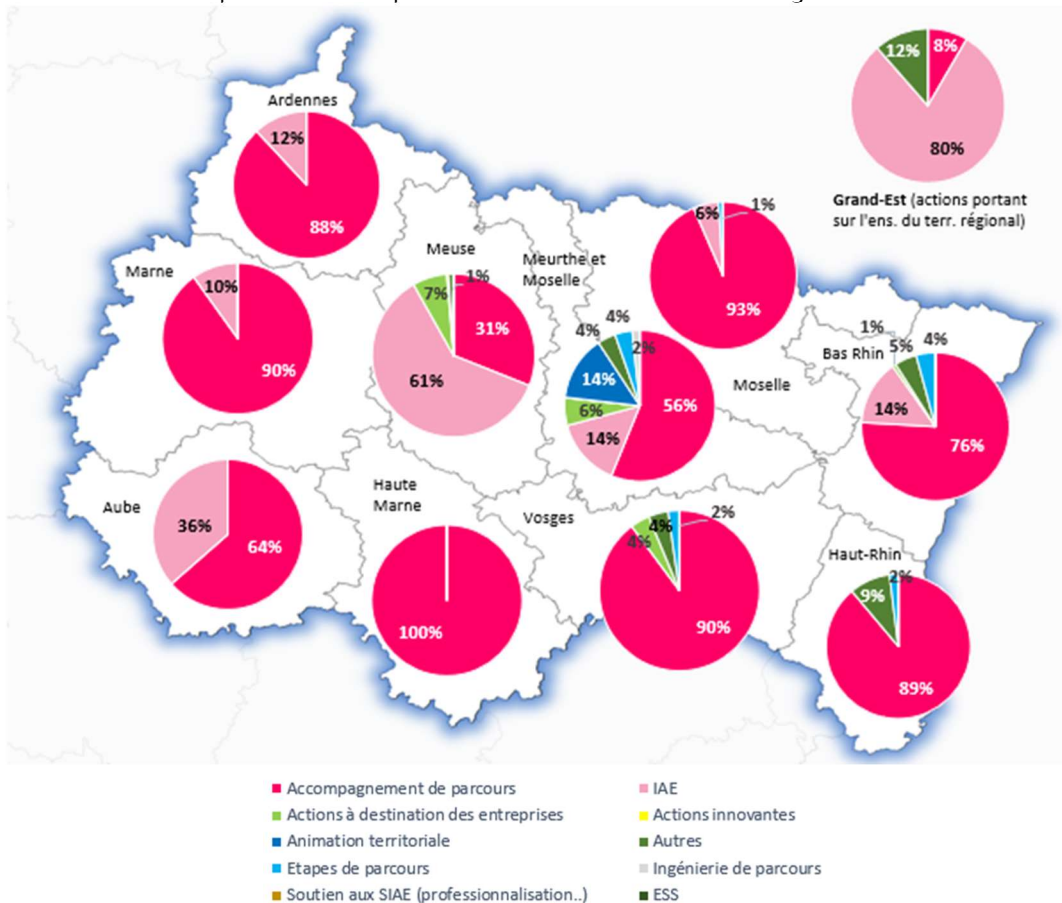 Ardennes
12%
88%
12%
8%
80%
Grand-Est (actions portant
sur l'ens. du terr. régional)
Marne
10%
90%
Meuse
7%
1%
31%
61%
Meurthe et
Moselle
4%
4%
2%
14%
56%
6%
14%
6%
1%
93%
Moselle
Bas Rhin
1%
5%
4%
14%
76%
Aube
36%
64%
Haute
Marne
100%
Vosges
4%
4%
2%
90%
Haut-Rhin
9%
2%
89%
Accompagnement de parcours
IAE
Actions à destination des entreprises
Actions innovantes
Animation territoriale
Autres
Etapes de parcours
Ingénierie de parcours
Soutien aux SIAE (professionnalisation..)
ESS